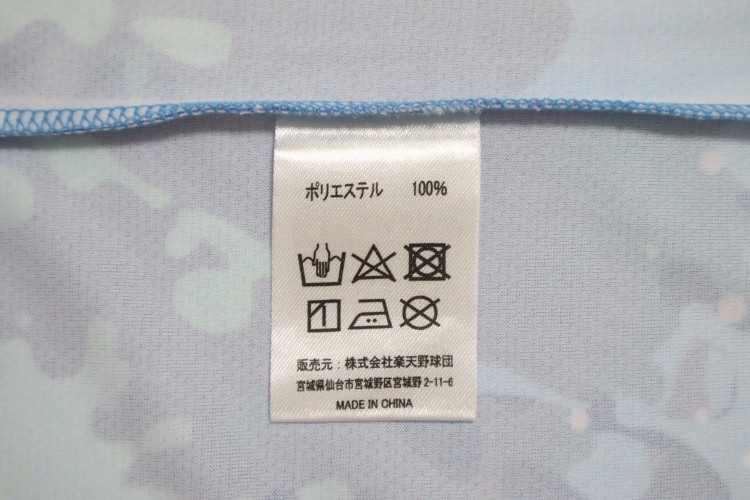 ポリエステル 100%
販売元：株式会社楽天野球団
宮城県仙台市宮城野区宮城野 2-11-6
MADE IN CHINA